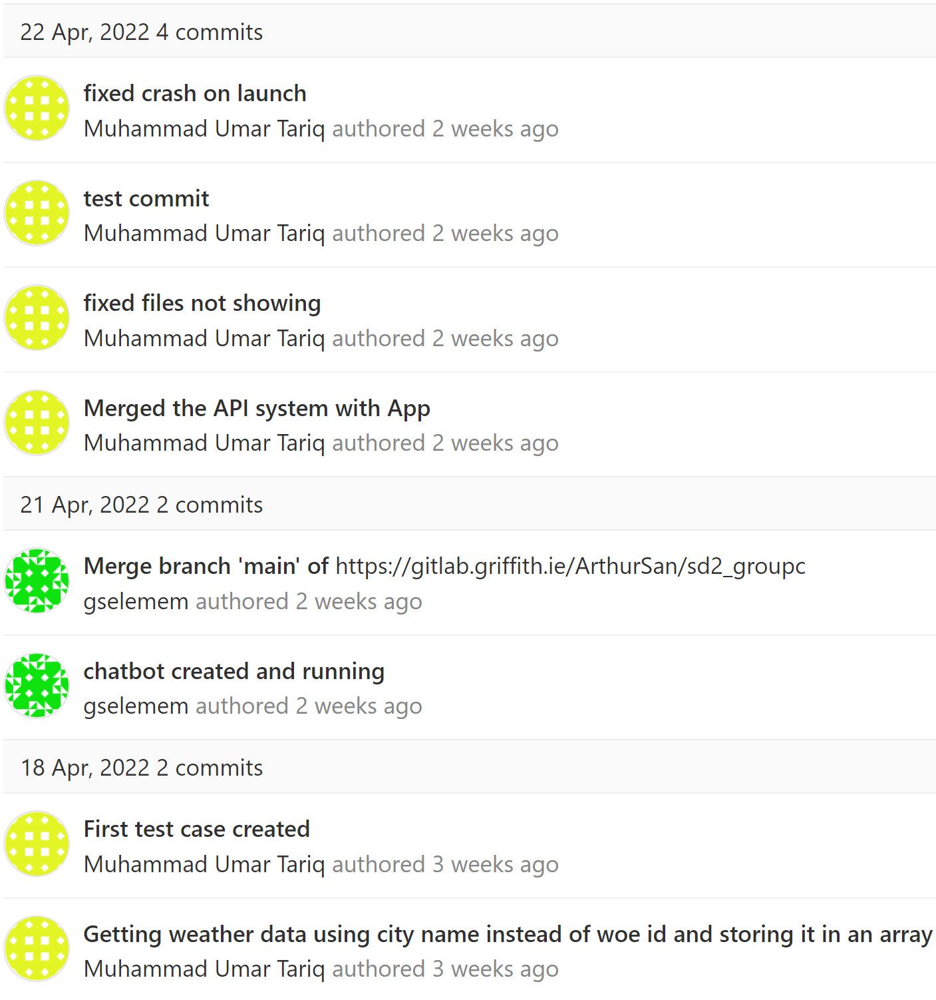 22 Apr, 2022 4 commits
fixed crash on launch
Muhammad Umar Tariq authored 2 weeks ago
test commit
Muhammad Umar Tariq authored 2 weeks ago
fixed files not showing
Muhammad Umar Tariq authored 2 weeks ago
Merged the API system with App
Muhammad Umar Tariq authored 2 weeks ago
21 Apr, 2022 2 commits
Merge branch 'main' of https://gitlab.griffith.ie/ArthurSan/sd2_groupc
gselemem authored 2 weeks ago
chatbot created and running
gselemem authored 2 weeks ago
18 Apr, 2022 2 commits
First test case created
Muhammad Umar Tariq authored 3 weeks ago
Getting weather data using city name instead of woe id and storing it in an array
Muhammad Umar Tariq authored 3 weeks ago